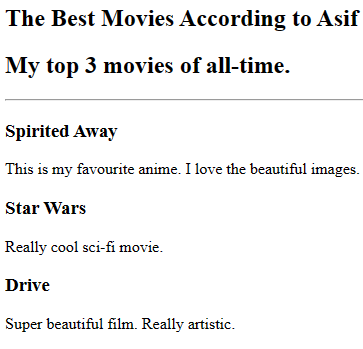 The Best Movies According to Asif
My top 3 movies of all-time.
Spirited Away
This is my favourite anime. I love the beautiful images.
Star Wars
Really cool sci-fi movie.
Drive
Super beautiful film. Really artistic.